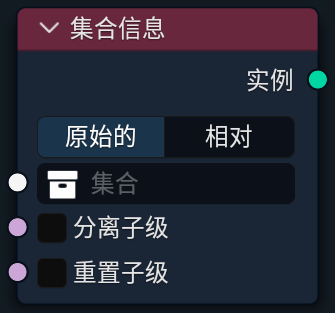 集合信息
实例
原始的 相对
集合
分离子级
重置子级